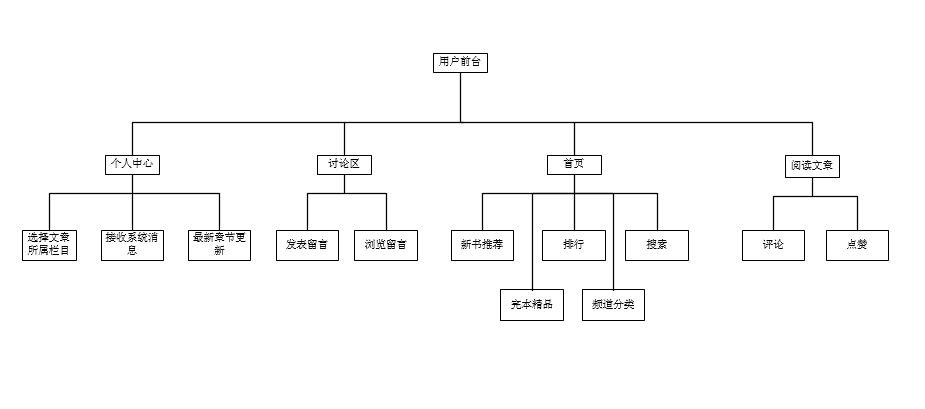 用户前台
个人中心
讨论区
首页
阅读文章
选择文章
所属栏目
接收系统消
息
最新章节更
新
发表留言
浏览留言
新书推荐
排行
搜索
评论
点赞
完本精品
频道分类